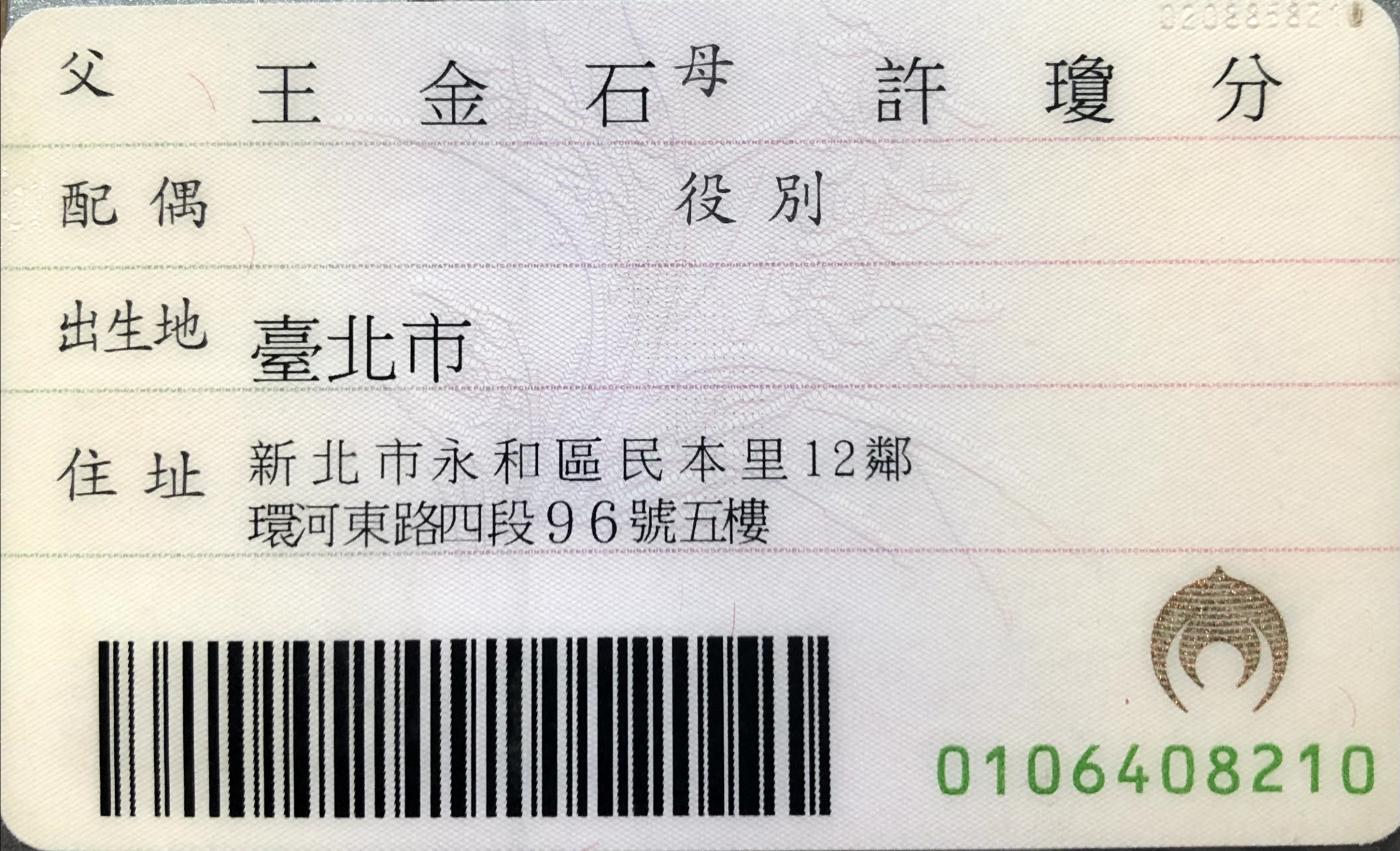 父 王金石 母 許瓊分
配偶 役別
出生地 臺北市
住址 新北市永和區民本里12鄰
環河東路四段96號五樓
0106408210